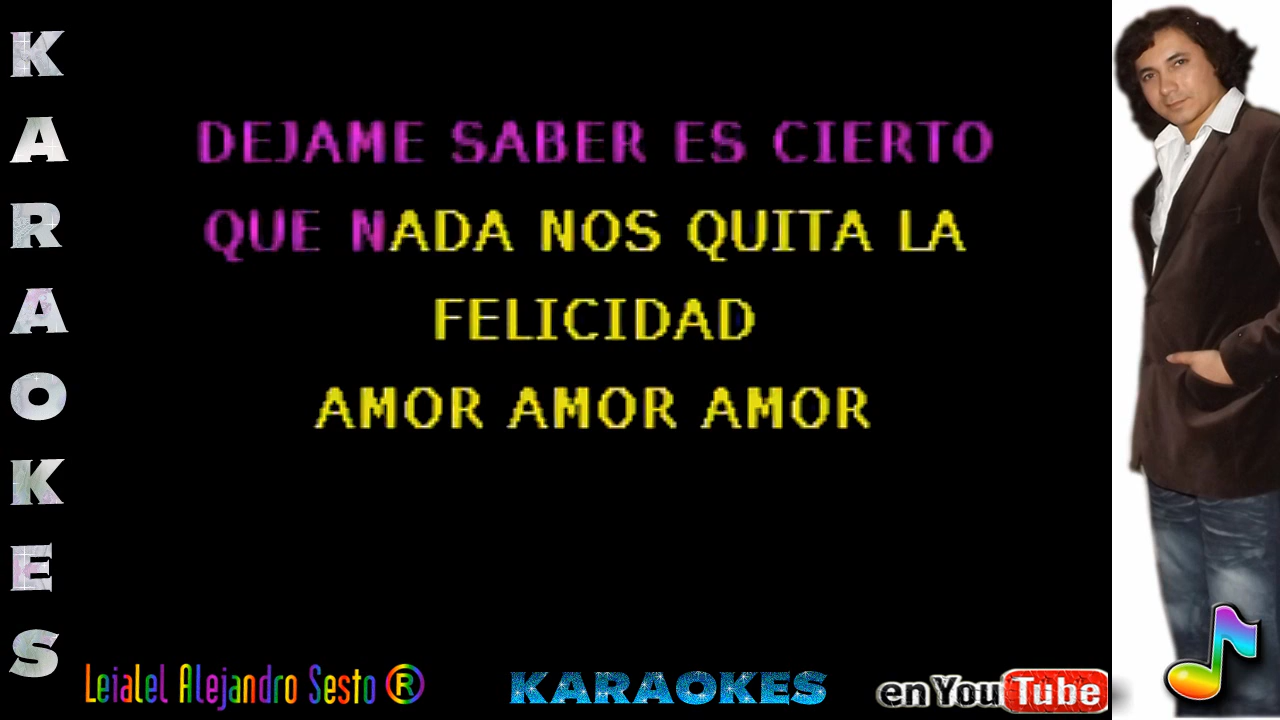 KARAOKES
DEJAME SABER ES CIERTO
QUE NADA NOS QUITA LA
FELICIDAD
AMOR AMOR AMOR
Leialel Alejandro Sesto ®
KARAOKES
en YouTube